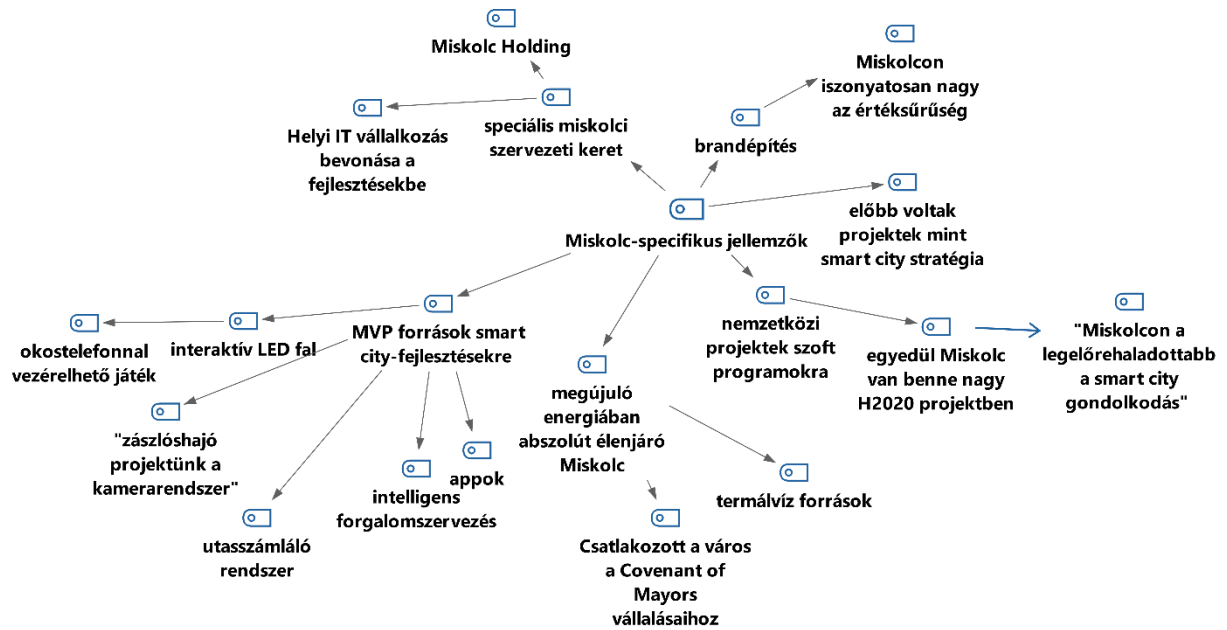 Miskolc Holding
Miskolcon
iszonyatosan nagy
az értéksűrűség
Helyi IT vállalkozás
bevonása a
fejlesztésekbe
speciális miskolci
szervezeti keret
brandépítés
előbb voltak
projektek mint
smart city stratégia
Miskolc-specifikus jellemzők
okostelefonnal
vezérelhető játék
interaktív LED fal
MVP források smart
city-fejlesztésekre
nemzetközi
projektek szoft
programokra
egyedül Miskolc
van benne nagy
H2020 projektben
"Miskolcon a
legelőrehaladottabb
a smart city
gondolkodás"
"zászlóshajó
projektünk a
kamerarendszer"
utasszámláló
rendszer
intelligens
forgalomszervezés
appok
megújuló
energiában
abszolút élenjáró
Miskolc
termálvíz források
Csatlakozott a város
a Covenant of
Mayors
vállalásaihoz